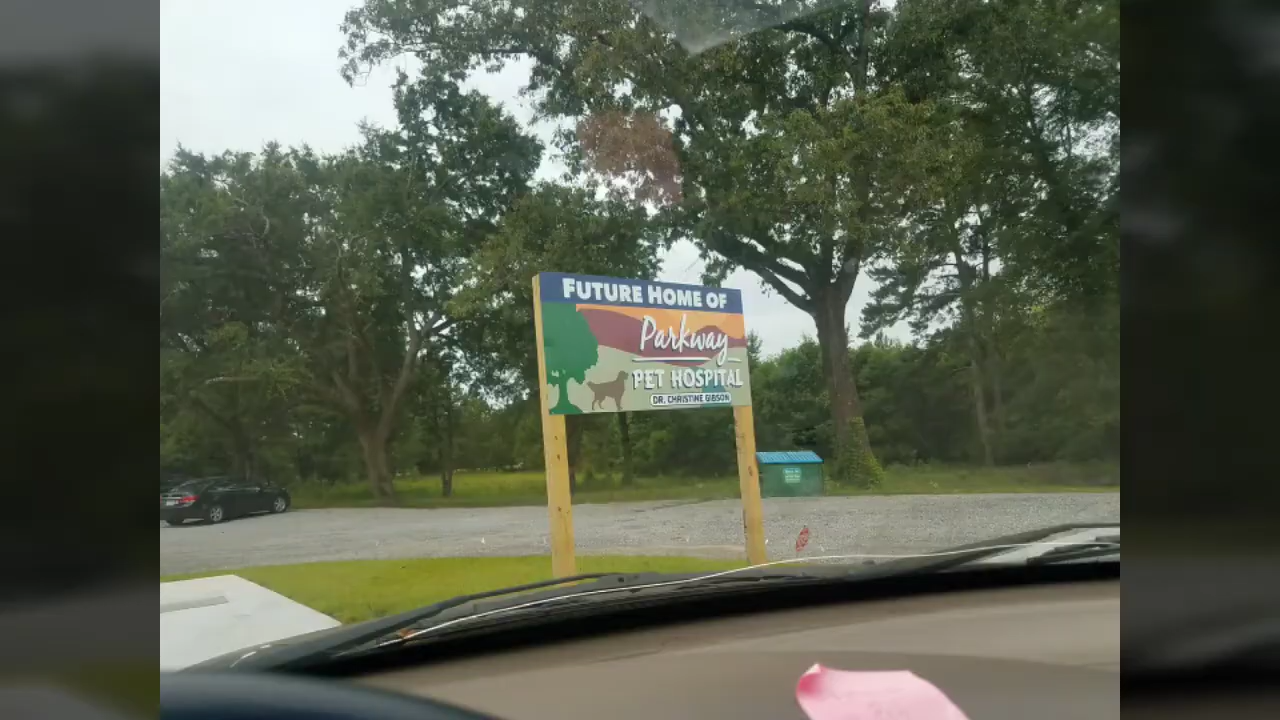 FUTURE HOME OF
Parkway
PET HOSPITAL
DR. CHRISTINE GIBSON